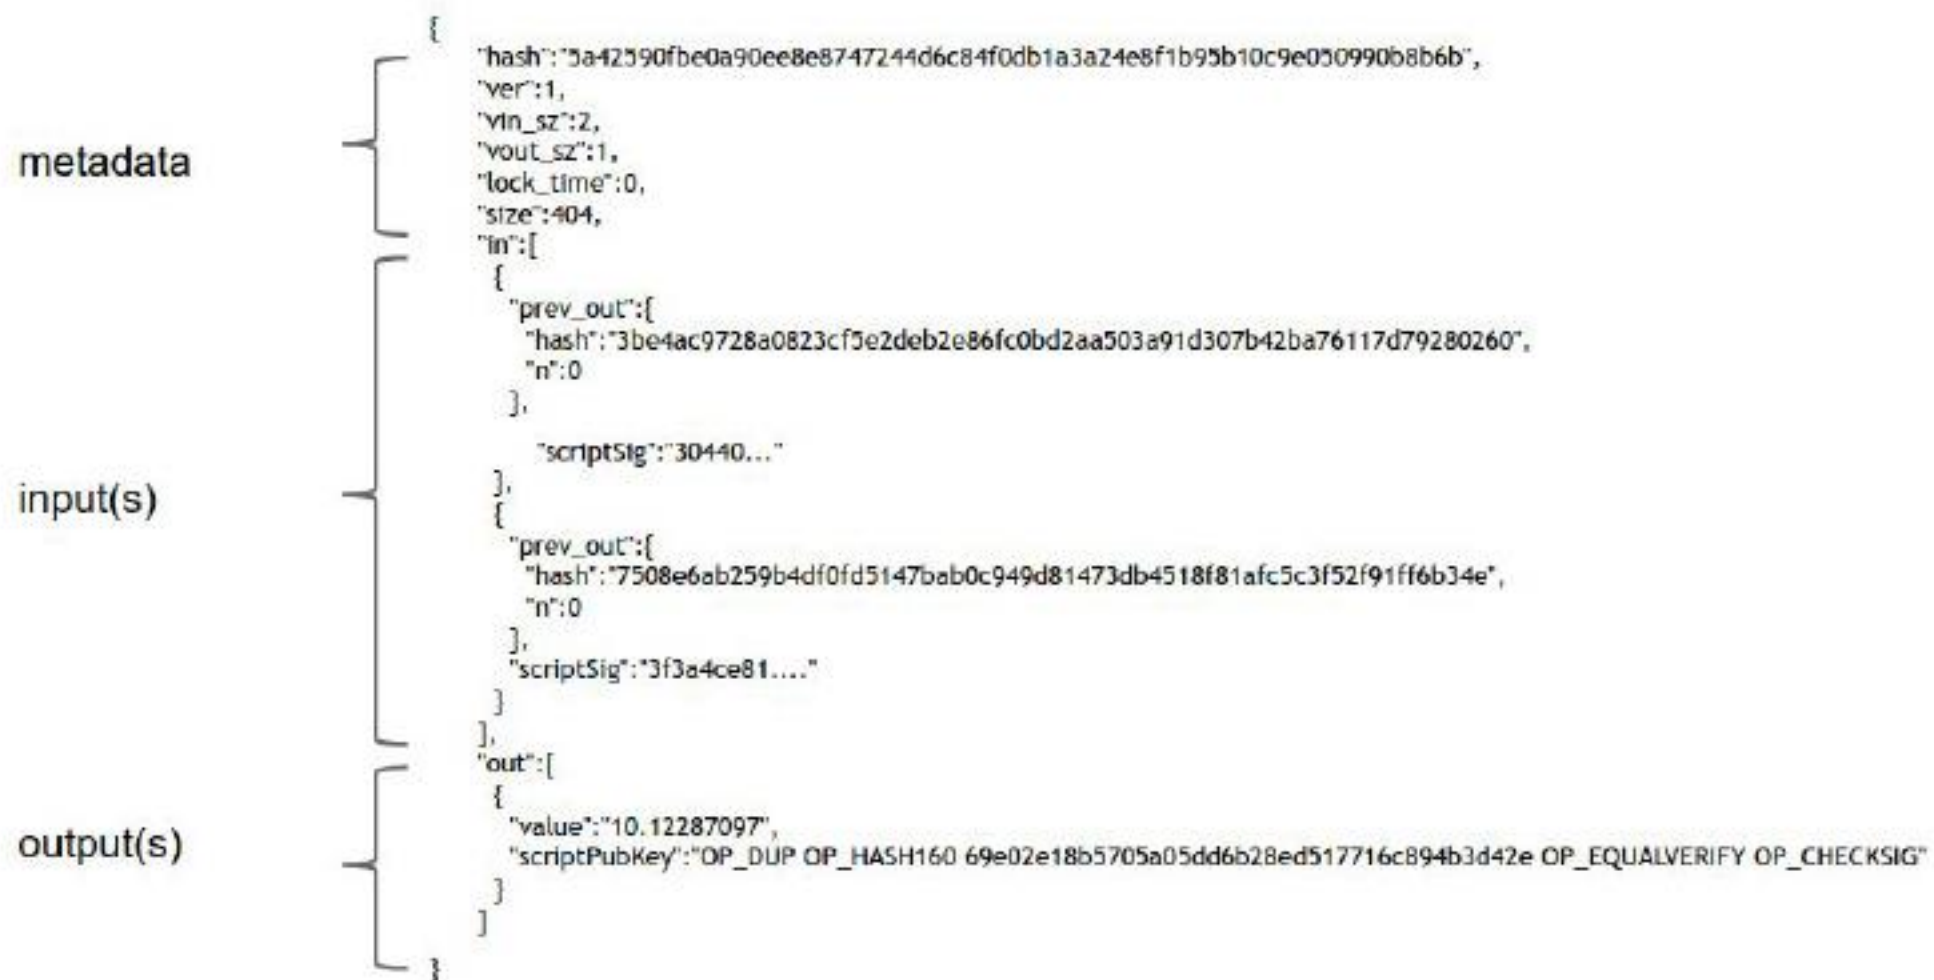 {
"hash":"5a42590fbe0a90ee8e8747244d6c84f0db1a3a24e8f1b95b10c9e050990b8b6b",
"ver":1,
"vin_sz":2,
"vout_sz":1,
metadata
"lock_time":0,
"size":404,
"in":[
{
"prev_out":{
"hash":"3be4ac9728a0823cf5e2deb2e86fc0bd2aa503a91d307b42ba76117d79280260",
"n":0
},
"scriptSig":"30440..."
},
input(s)
{
"prev_out":{
"hash":"7508e6ab259b4df0fd5147bab0c949d81473db4518f81afc5c3f52f91ff6b34e",
"n":0
},
"scriptSig":"3f3a4ce81...."
}
],
"out":[
{
"value":"10.12287097",
output(s)
"scriptPubKey":"OP_DUP OP_HASH160 69e02e18b5705a05dd6b28ed517716c894b3d42e OP_EQUALVERIFY OP_CHECKSIG"
}
]
}